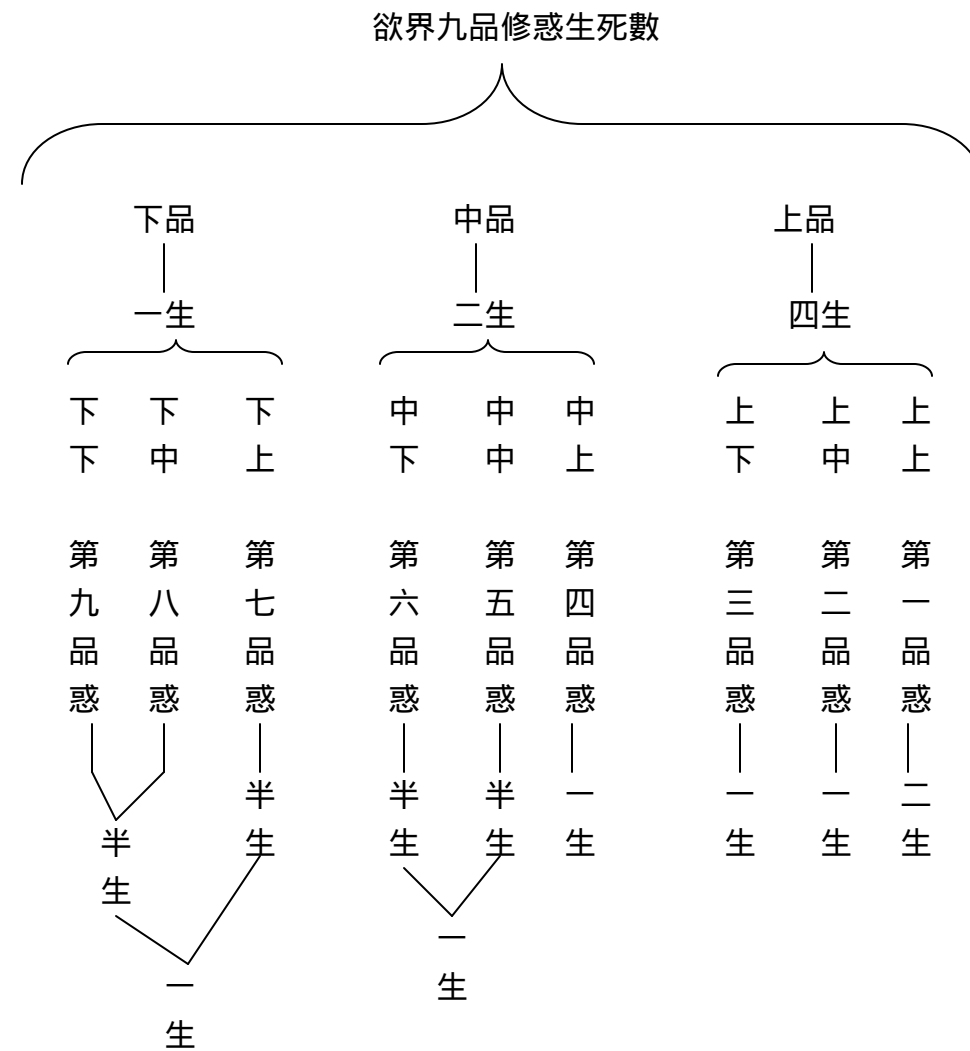 欲界九品修惑生死數
上品
四生
上上 第一品惑
二生
上中 第二品惑
一生
上下 第三品惑
一生
中品
二生
中上 第四品惑
一生
中中 第五品惑
半生
中下 第六品惑
半生
一生
下品
一生
下上 第七品惑
半生
下中 第八品惑
下下 第九品惑
半生
一生